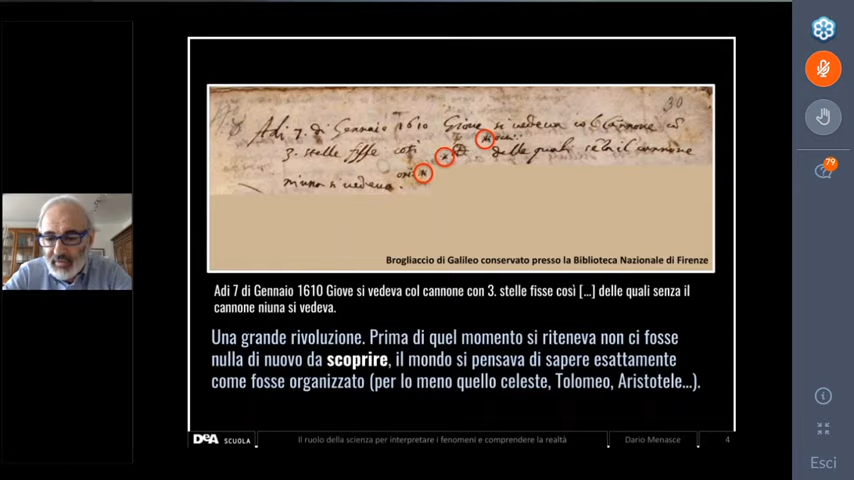 30
Adi 7. di Gennaio 1610 Giove si vedeva col Cannone cō
3. stelle fisse così delle quali sēza il cannone
niuna si vedeva.
Brogliaccio di Galileo conservato presso la Biblioteca Nazionale di Firenze
Adi 7 di Gennaio 1610 Giove si vedeva col cannone con 3. stelle fisse così [...] delle quali senza il
cannone niuna si vedeva.
Una grande rivoluzione. Prima di quel momento si riteneva non ci fosse
nulla di nuovo da scoprire, il mondo si pensava di sapere esattamente
come fosse organizzato (per lo meno quello celeste, Tolomeo, Aristotele...).
DeA SCUOLA Il ruolo della scienza per interpretare i fenomeni e comprendere la realtà Dario Menasce 4
79
Esci